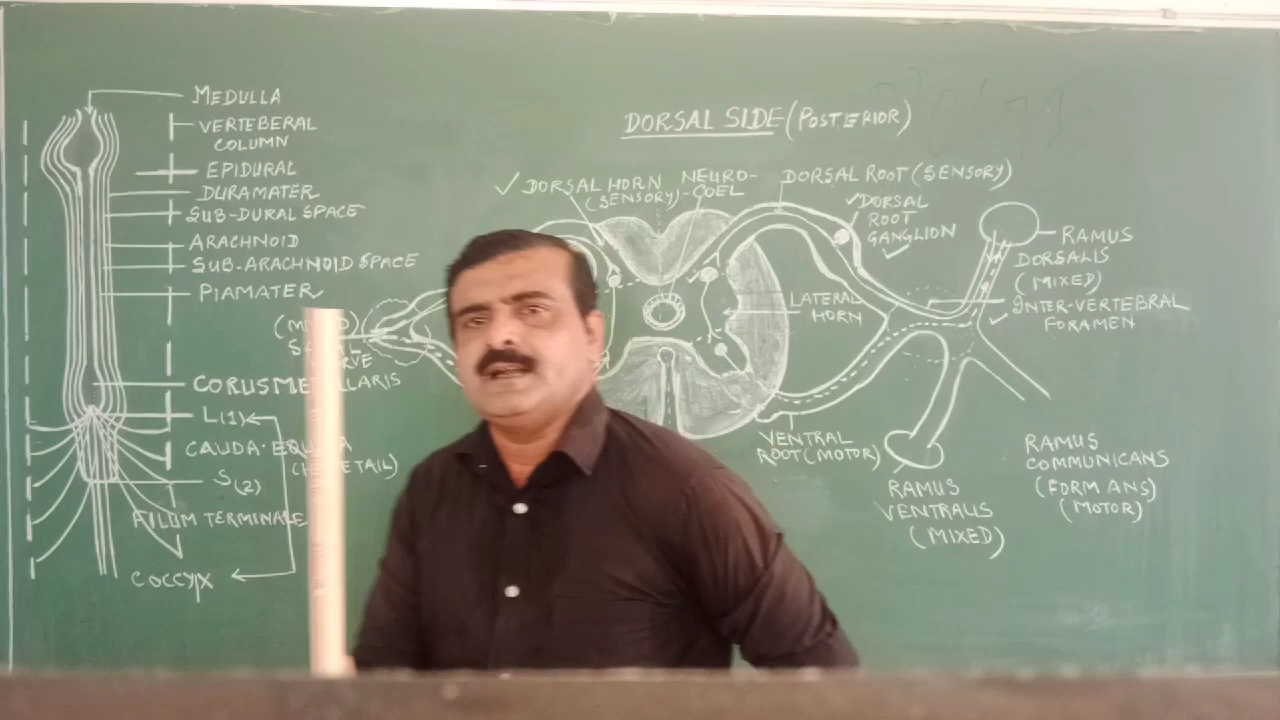 MEDULLA
VERTEBERAL
COLUMN
EPIDURAL
DURAMATER
SUB-DURAL SPACE
ARACHNOID
SUB-ARACHNOID SPACE
PIAMATER
L(1)
CAUDA-EQUINA
S(2)
FILUM TERMINALE
COCCYX
DORSAL SIDE (POSTERIOR)
DORSAL HORN
(SENSORY)
NEURO-
-COEL
DORSAL ROOT (SENSORY)
DORSAL
ROOT
GANGLION
RAMUS
DORSALIS
(MIXED)
INTER-VERTEBRAL
FORAMEN
LATERAL
HORN
VENTRAL
ROOT (MOTOR)
RAMUS
VENTRALIS
(MIXED)
RAMUS
COMMUNICANS
(FORM ANS)
(MOTOR)